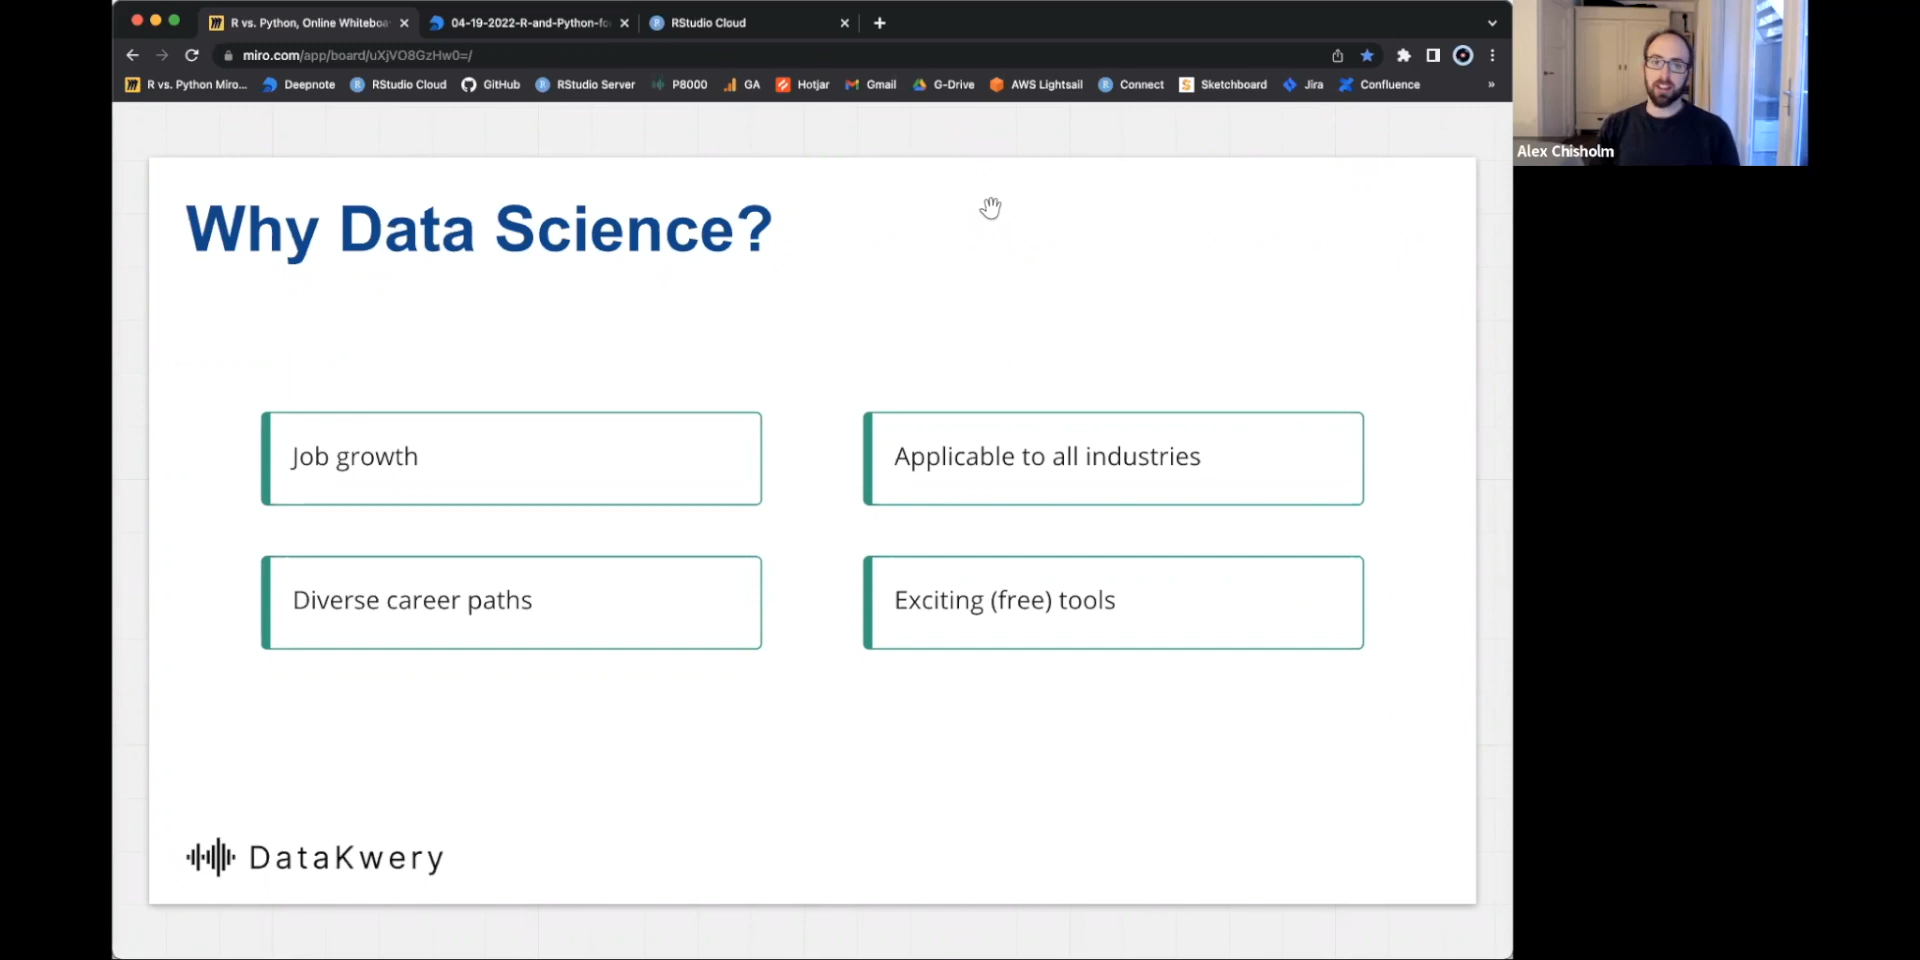 R vs. Python, Online Whiteboa
04-19-2022-R-and-Python-fo
RStudio Cloud
miro.com/app/board/uXjVO8GzHw0=/
R vs. Python Miro...
Deepnote
RStudio Cloud
GitHub
RStudio Server
P8000
GA
Hotjar
Gmail
G-Drive
AWS Lightsail
Connect
Sketchboard
Jira
Confluence
»
Alex Chisholm
Why Data Science?
Job growth
Applicable to all industries
Diverse career paths
Exciting (free) tools
DataKwery